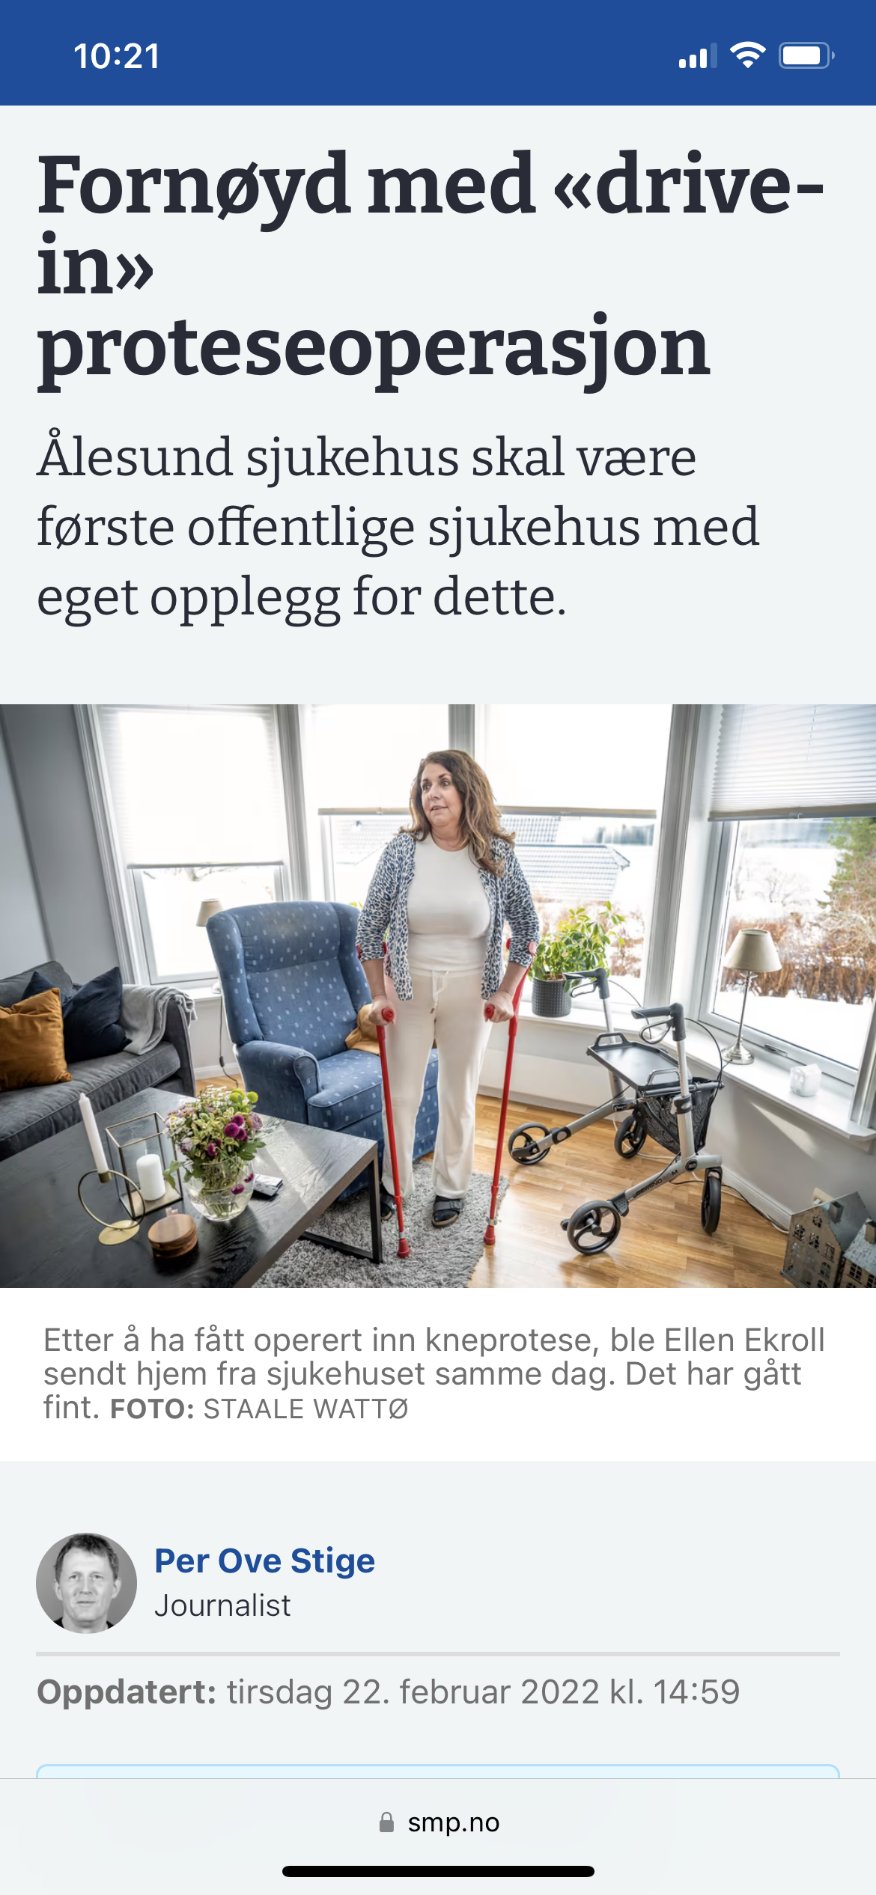 10:21
Fornøyd med «drive-
in»
proteseoperasjon
Ålesund sjukehus skal være
første offentlige sjukehus med
eget opplegg for dette.
Etter å ha fått operert inn kneprotese, ble Ellen Ekroll
sendt hjem fra sjukehuset samme dag. Det har gått
fint. FOTO: STAALE WATTØ
Per Ove Stige
Journalist
Oppdatert: tirsdag 22. februar 2022 kl. 14:59
smp.no